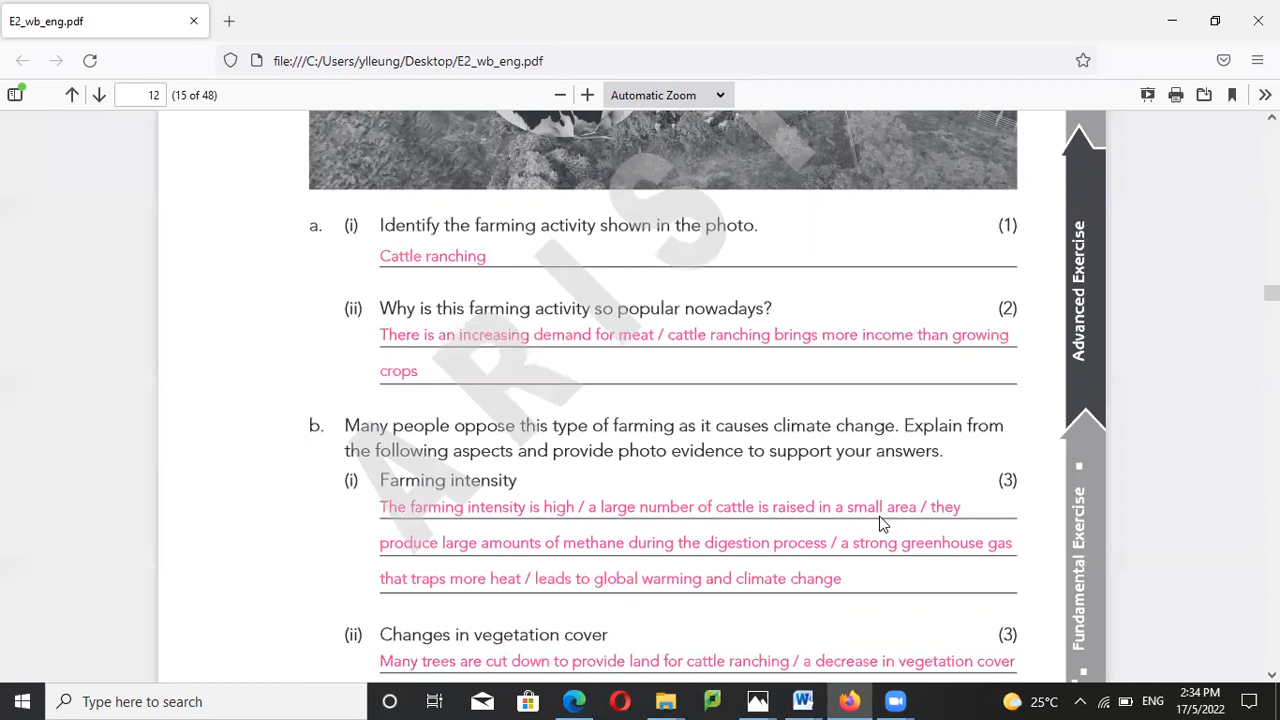 E2_wb_eng.pdf
file:///C:/Users/ylleung/Desktop/E2_wb_eng.pdf
12 (15 of 48) Automatic Zoom
a. (i) Identify the farming activity shown in the photo. (1)
Cattle ranching
(ii) Why is this farming activity so popular nowadays? (2)
There is an increasing demand for meat / cattle ranching brings more income than growing
crops
b. Many people oppose this type of farming as it causes climate change. Explain from
the following aspects and provide photo evidence to support your answers.
(i) Farming intensity (3)
The farming intensity is high / a large number of cattle is raised in a small area / they
produce large amounts of methane during the digestion process / a strong greenhouse gas
that traps more heat / leads to global warming and climate change
(ii) Changes in vegetation cover (3)
Many trees are cut down to provide land for cattle ranching / a decrease in vegetation cover
ARIS
Advanced Exercise
Fundamental Exercise
Type here to search
25°C ENG 2:34 PM
17/5/2022